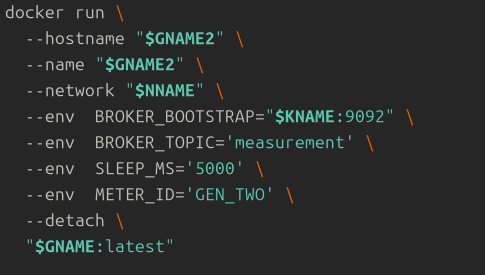 docker run \
  --hostname "$GNAME2" \
  --name "$GNAME2" \
  --network "$NNAME" \
  --env  BROKER_BOOTSTRAP="$KNAME:9092" \
  --env  BROKER_TOPIC='measurement' \
  --env  SLEEP_MS='5000' \
  --env  METER_ID='GEN_TWO' \
  --detach \
  "$GNAME:latest"